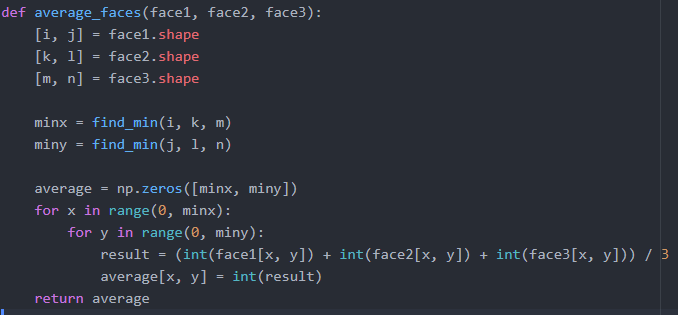 def average_faces(face1, face2, face3):
    [i, j] = face1.shape
    [k, l] = face2.shape
    [m, n] = face3.shape

    minx = find_min(i, k, m)
    miny = find_min(j, l, n)

    average = np.zeros([minx, miny])
    for x in range(0, minx):
        for y in range(0, miny):
            result = (int(face1[x, y]) + int(face2[x, y]) + int(face3[x, y])) / 3
            average[x, y] = int(result)
    return average